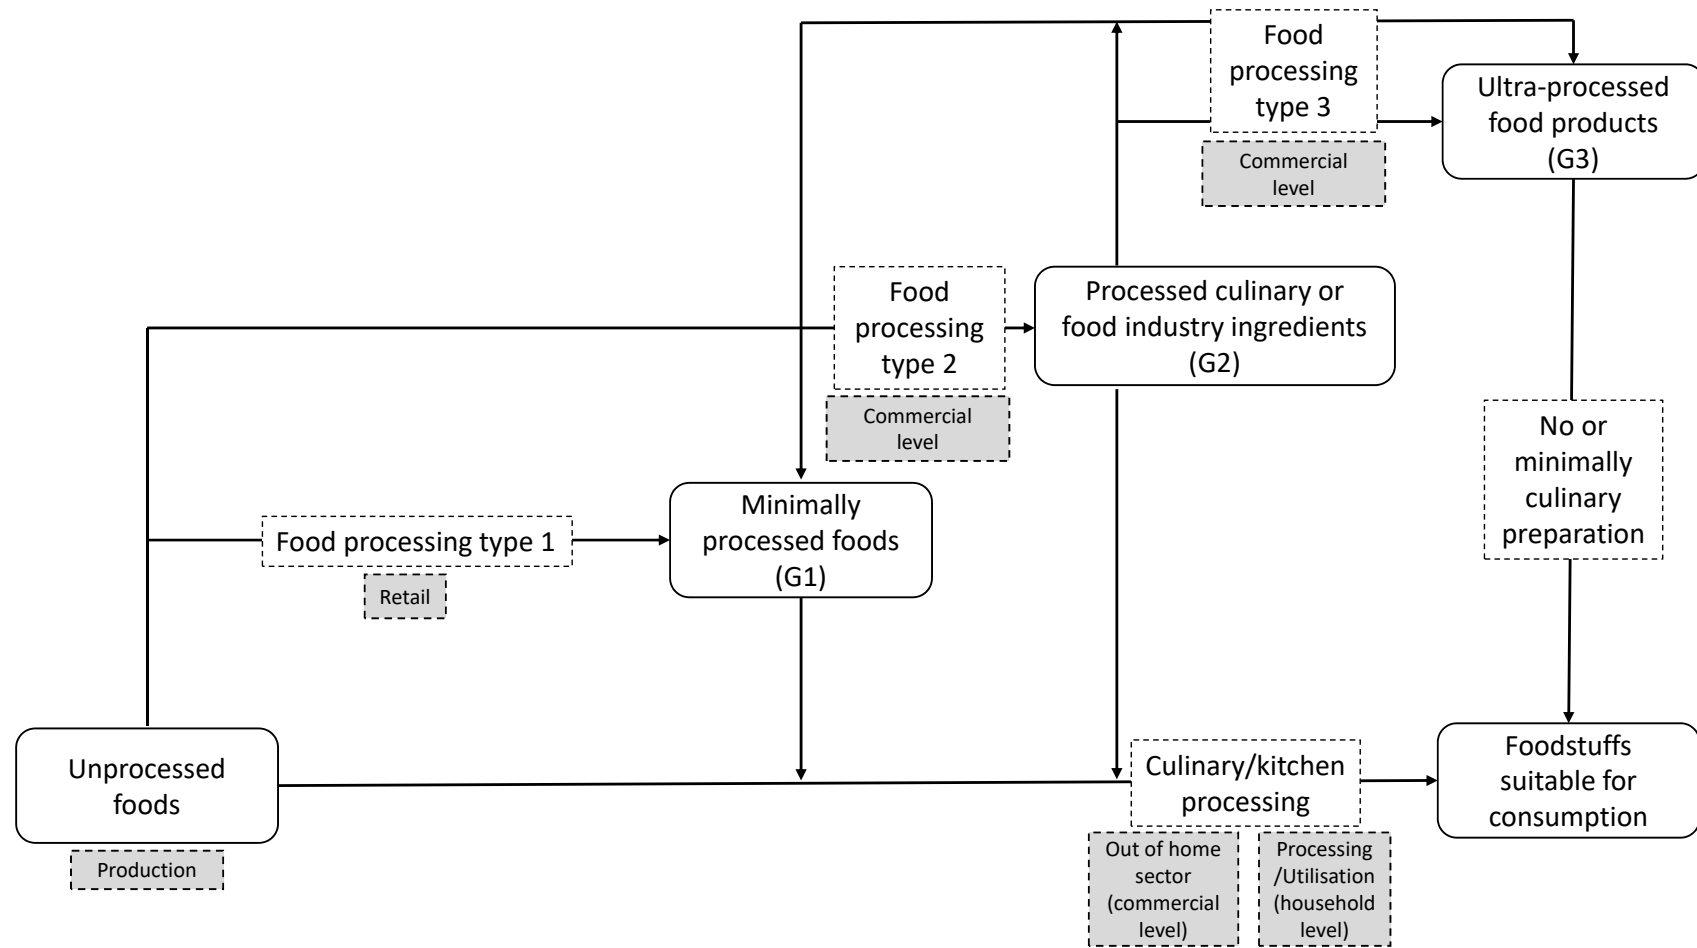 Food
processing
type 3
Commercial
level
Ultra-processed
food products
(G3)
Food
processing
type 2
Commercial
level
Processed culinary or
food industry ingredients
(G2)
No or
minimally
culinary
preparation
Food processing type 1
Retail
Minimally
processed foods
(G1)
Unprocessed
foods
Production
Culinary/kitchen
processing
Out of home
sector
(commercial
level)
Processing
/Utilisation
(household
level)
Foodstuffs
suitable for
consumption